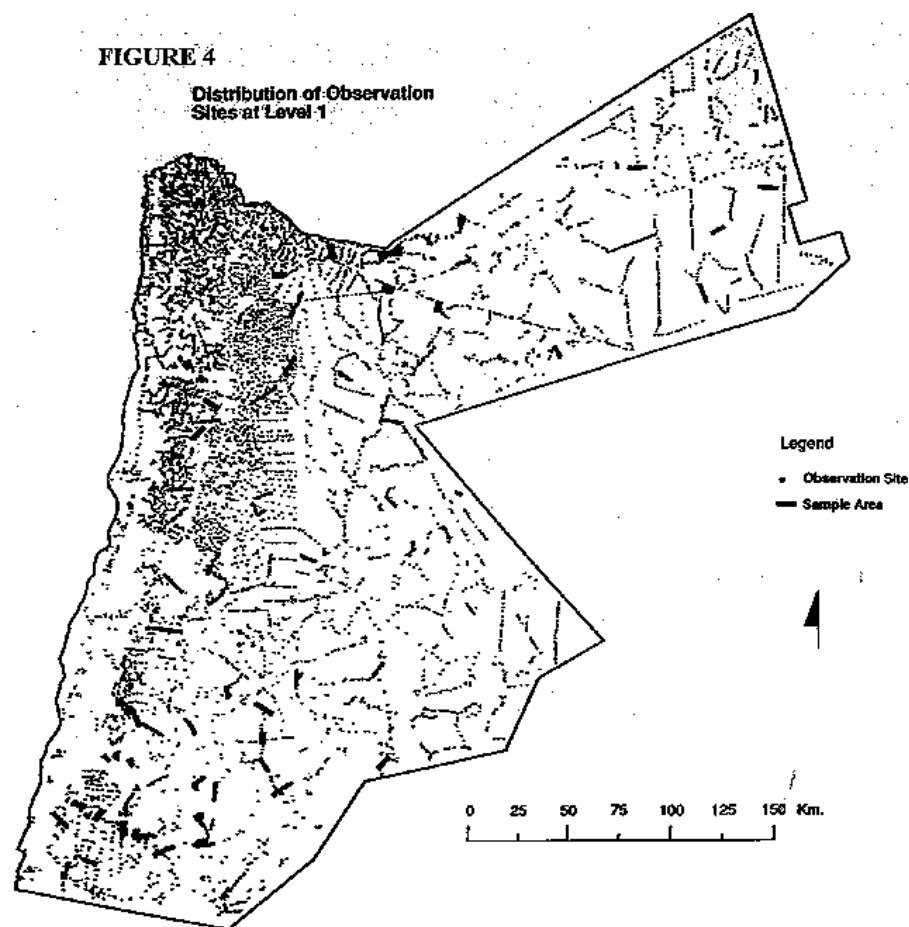 FIGURE 4
Distribution of Observation
Sites at Level 1
Legend
Observation Site
Sample Area
0 25 50 75 100 125 150 Km.